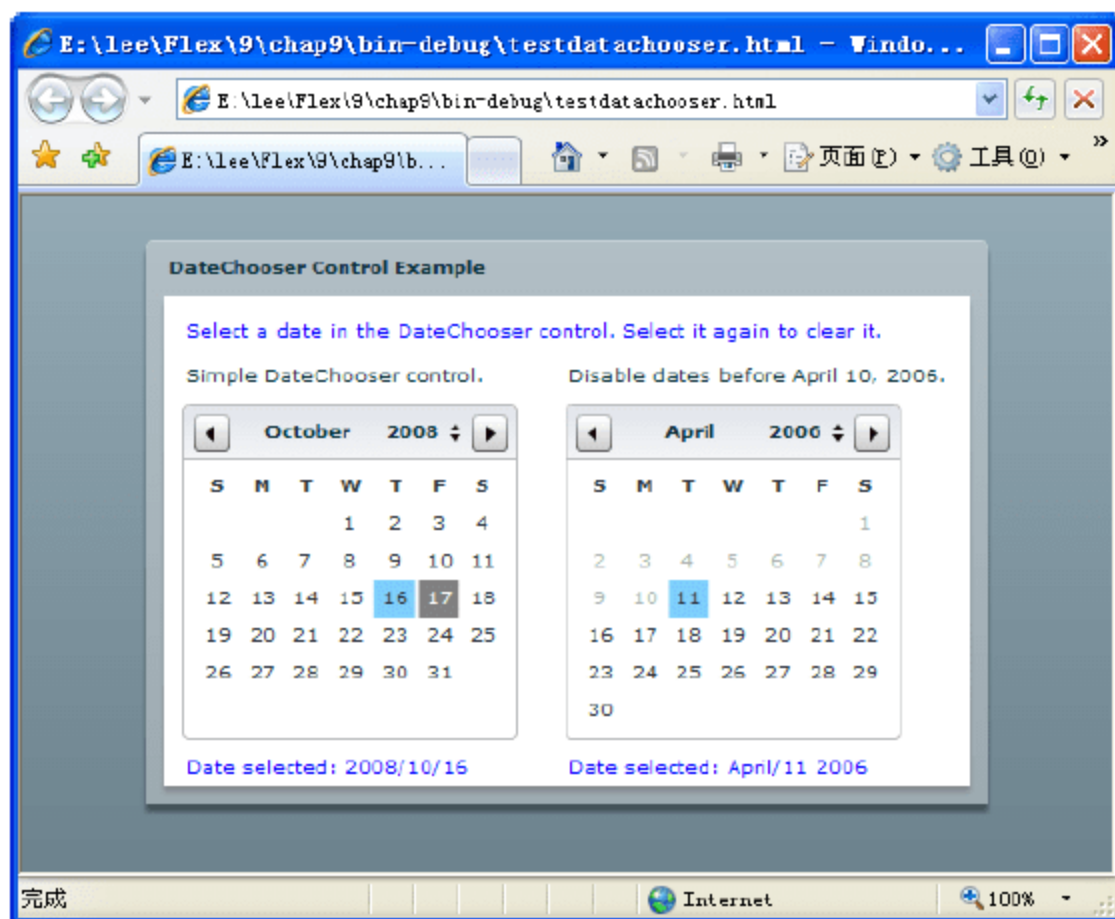 E:\lee\Flex\9\chap9\bin-debug\testdatachooser.html - Windo...
E:\lee\Flex\9\chap9\bin-debug\testdatachooser.html
E:\lee\Flex\9\chap9\b...
页面(P)
工具(O)
»
DateChooser Control Example
Select a date in the DateChooser control. Select it again to clear it.
Simple DateChooser control.
October 2008
S M T W T F S
1 2 3 4
5 6 7 8 9 10 11
12 13 14 15 16 17 18
19 20 21 22 23 24 25
26 27 28 29 30 31
Date selected: 2008/10/16
Disable dates before April 10, 2006.
April 2006
S M T W T F S
1
2 3 4 5 6 7 8
9 10 11 12 13 14 15
16 17 18 19 20 21 22
23 24 25 26 27 28 29
30
Date selected: April/11 2006
完成
Internet
100%